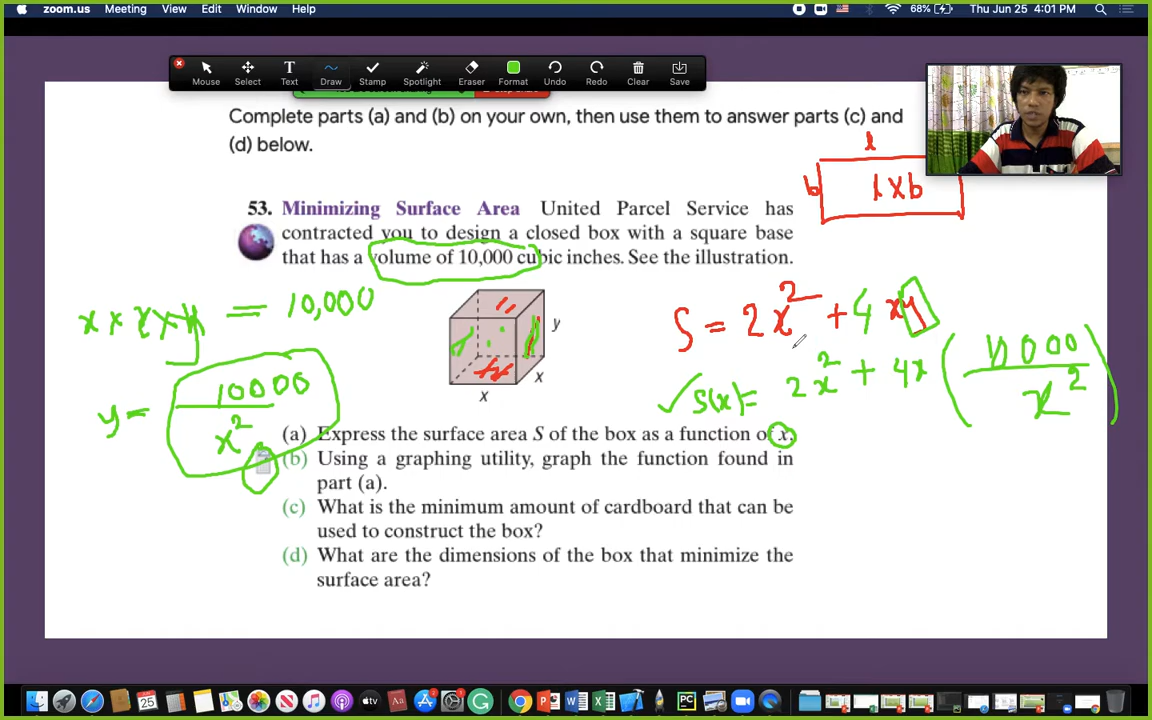 zoom.us Meeting View Edit Window Help 68% Thu Jun 25 4:01 PM
Mouse Select Text Draw Stamp Spotlight Eraser Format Undo Redo Clear Save
Complete parts (a) and (b) on your own, then use them to answer parts (c) and
(d) below.
l
b l x b
53. Minimizing Surface Area United Parcel Service has
contracted you to design a closed box with a square base
that has a volume of 10,000 cubic inches. See the illustration.
x × x × y = 10,000
y
x
x
S = 2x² + 4xy
y = 10000 / x²
S(x) = 2x² + 4x (10000 / x²)
(a) Express the surface area S of the box as a function of x.
(b) Using a graphing utility, graph the function found in
part (a).
(c) What is the minimum amount of cardboard that can be
used to construct the box?
(d) What are the dimensions of the box that minimize the
surface area?
25
PC